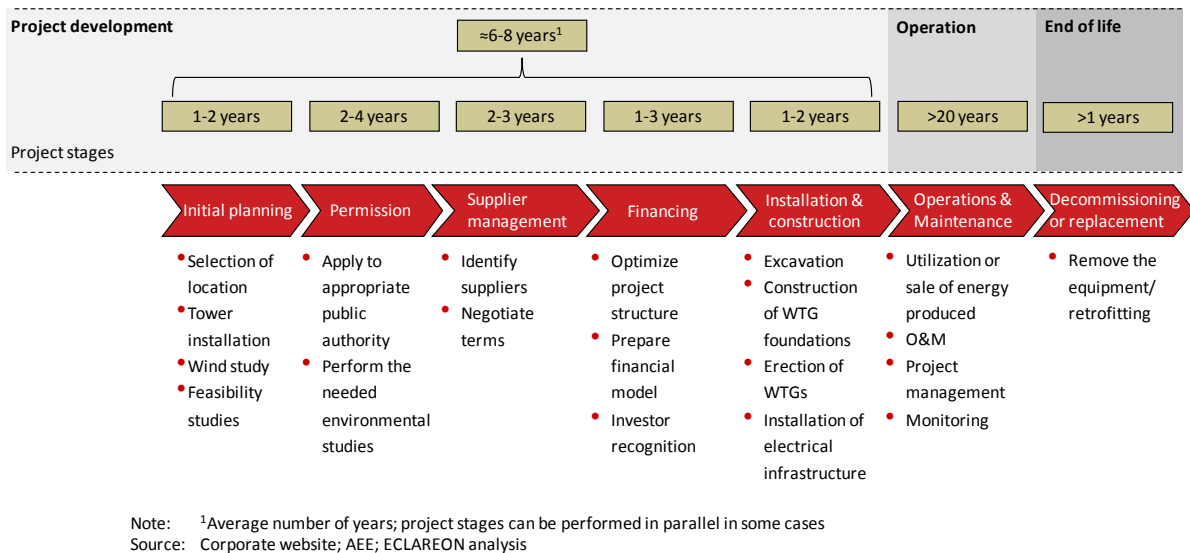 Project development
≈6-8 years1
Operation
End of life
1-2 years
2-4 years
2-3 years
1-3 years
1-2 years
>20 years
>1 years
Project stages
Initial planning
Permission
Supplier
management
Financing
Installation &
construction
Operations &
Maintenance
Decommissioning
or replacement
• Selection of
location
• Tower
installation
• Wind study
• Feasibility
studies
• Apply to
appropriate
public
authority
• Perform the
needed
environmental
studies
• Identify
suppliers
• Negotiate
terms
• Optimize
project
structure
• Prepare
financial
model
• Investor
recognition
• Excavation
• Construction
of WTG
foundations
• Erection of
WTGs
• Installation of
electrical
infrastructure
• Utilization or
sale of energy
produced
• O&M
• Project
management
• Monitoring
• Remove the
equipment/
retrofitting
Note: 1Average number of years; project stages can be performed in parallel in some cases
Source: Corporate website; AEE; ECLAREON analysis